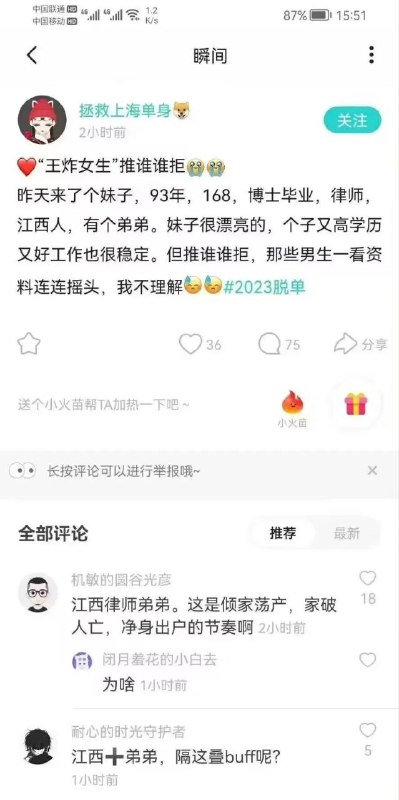 中国联通 HD 4G 4G 1.2 K/s 87% 15:51
中国移动 HD
瞬间
拯救上海单身🐕
2小时前
关注
❤️“王炸女生”推谁谁拒😭😭
昨天来了个妹子，93年，168，博士毕业，律师，
江西人，有个弟弟。妹子很漂亮的，个子又高学历
又好工作也很稳定。但推谁谁拒，那些男生一看资
料连连摇头，我不理解😓😓#2023脱单
36
75
分享
送个小火苗帮TA加热一下吧 ~
小火苗
长按评论可以进行举报哦~
全部评论
推荐
最新
机敏的圆谷光彦
18
江西律师弟弟。这是倾家荡产，家破
人亡，净身出户的节奏啊 2小时前
闭月羞花的小白去
为啥 1小时前
耐心的时光守护者
5
江西➕弟弟，隔这叠buff呢？
1小时前